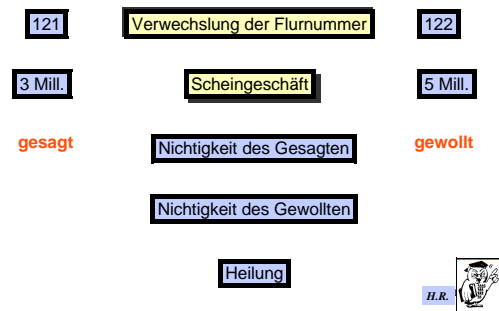 121 Verwechslung der Flurnummer 122
3 Mill. Scheingeschäft 5 Mill.
gesagt Nichtigkeit des Gesagten gewollt
Nichtigkeit des Gewollten
Heilung
H.R.